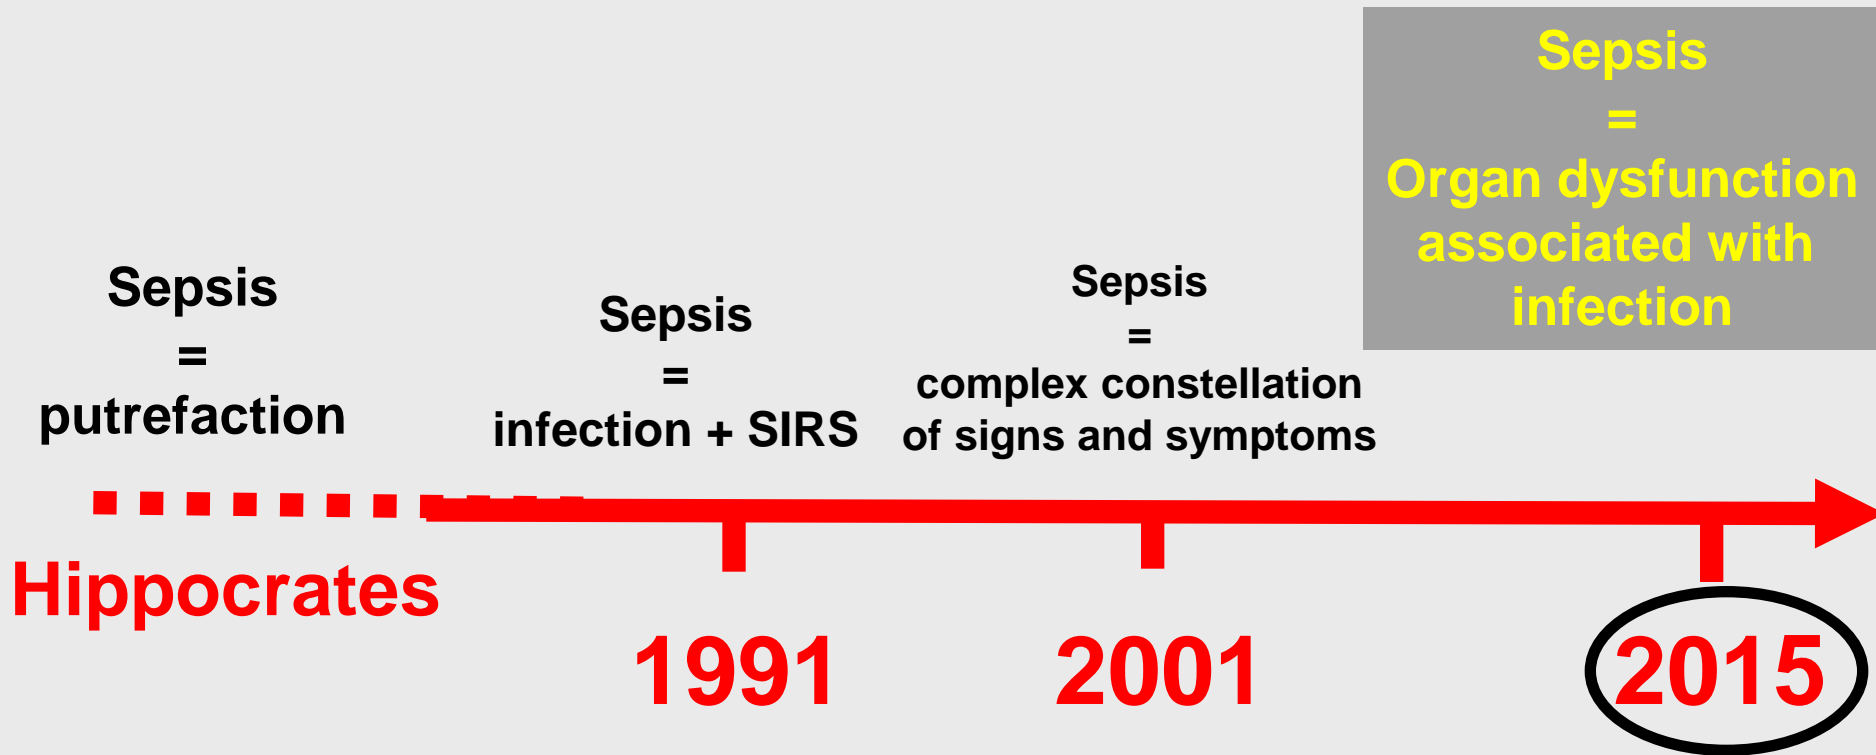 Sepsis
=
putrefaction
Sepsis
=
infection + SIRS
Sepsis
=
complex constellation
of signs and symptoms
Sepsis
=
Organ dysfunction
associated with
infection
Hippocrates
1991
2001
2015